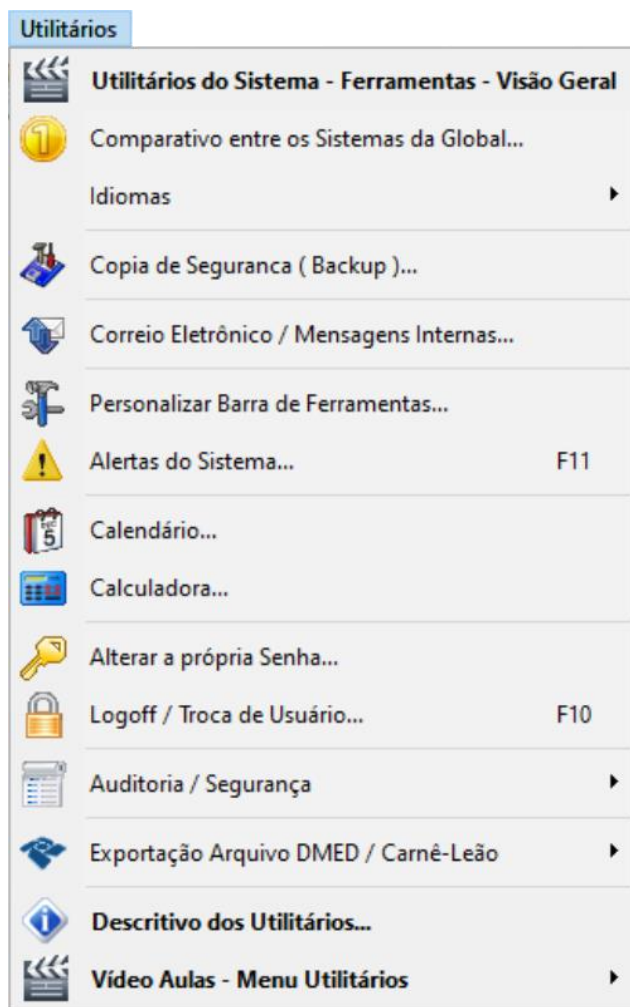 Utilitários
Utilitários do Sistema - Ferramentas - Visão Geral
1
Comparativo entre os Sistemas da Global...
Idiomas
Copia de Seguranca ( Backup )...
Correio Eletrônico / Mensagens Internas...
Personalizar Barra de Ferramentas...
Alertas do Sistema... F11
5
Calendário...
Calculadora...
Alterar a própria Senha...
Logoff / Troca de Usuário... F10
Auditoria / Segurança
Exportação Arquivo DMED / Carnê-Leão
Descritivo dos Utilitários...
Vídeo Aulas - Menu Utilitários